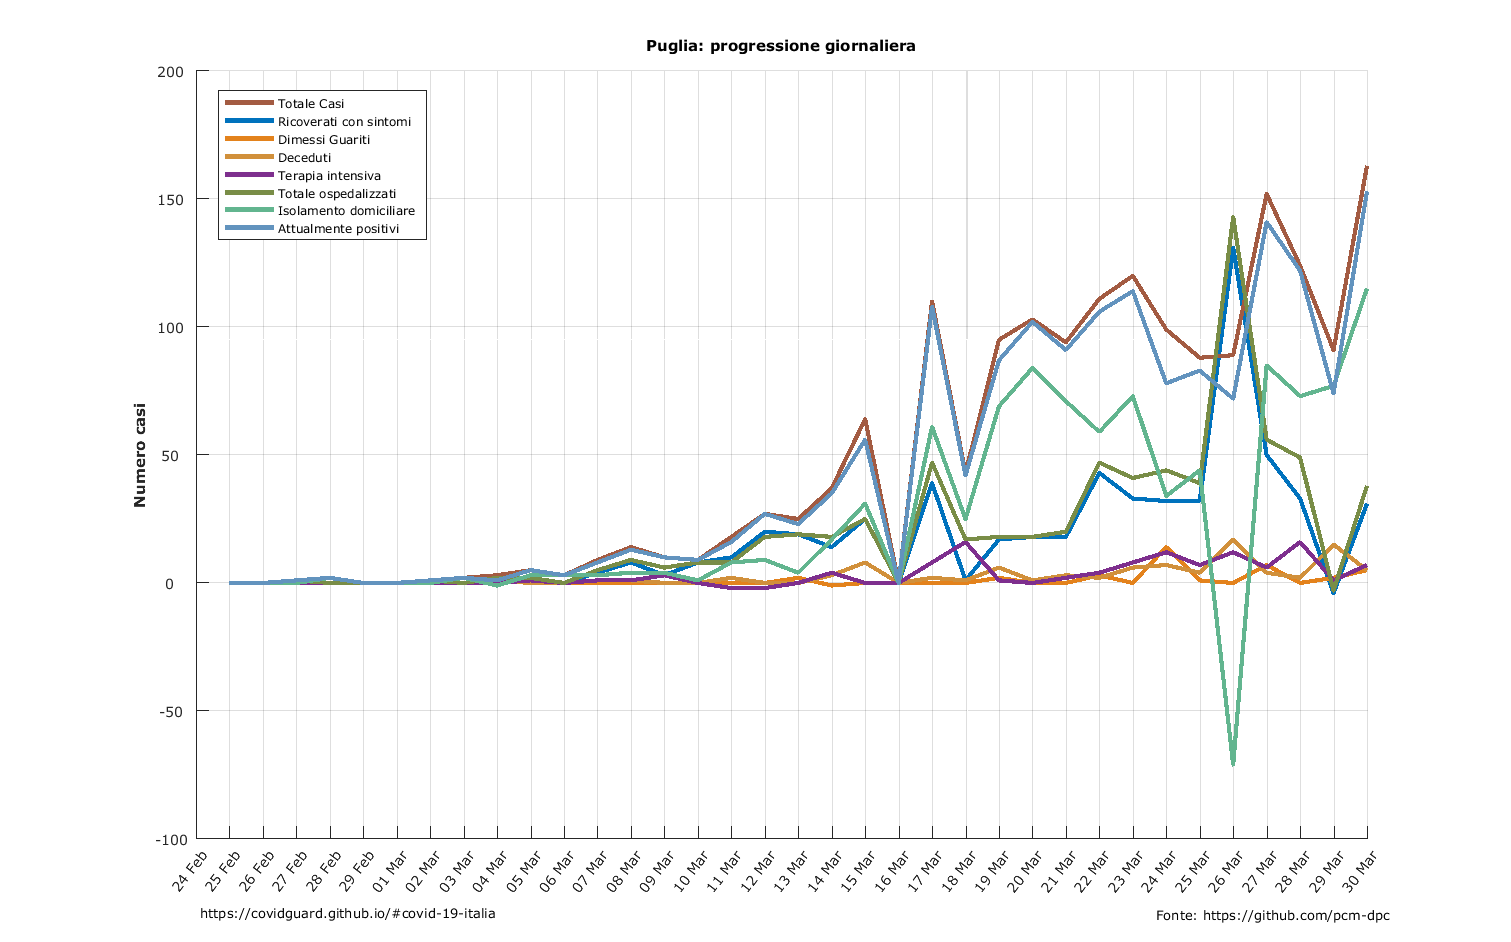 Puglia: progressione giornaliera
200
150
100
50
0
-50
-100
Numero casi
Totale Casi
Ricoverati con sintomi
Dimessi Guariti
Deceduti
Terapia intensiva
Totale ospedalizzati
Isolamento domiciliare
Attualmente positivi
24 Feb
25 Feb
26 Feb
27 Feb
28 Feb
29 Feb
01 Mar
02 Mar
03 Mar
04 Mar
05 Mar
06 Mar
07 Mar
08 Mar
09 Mar
10 Mar
11 Mar
12 Mar
13 Mar
14 Mar
15 Mar
16 Mar
17 Mar
18 Mar
19 Mar
20 Mar
21 Mar
22 Mar
23 Mar
24 Mar
25 Mar
26 Mar
27 Mar
28 Mar
29 Mar
30 Mar
https://covidguard.github.io/#covid-19-italia
Fonte: https://github.com/pcm-dpc